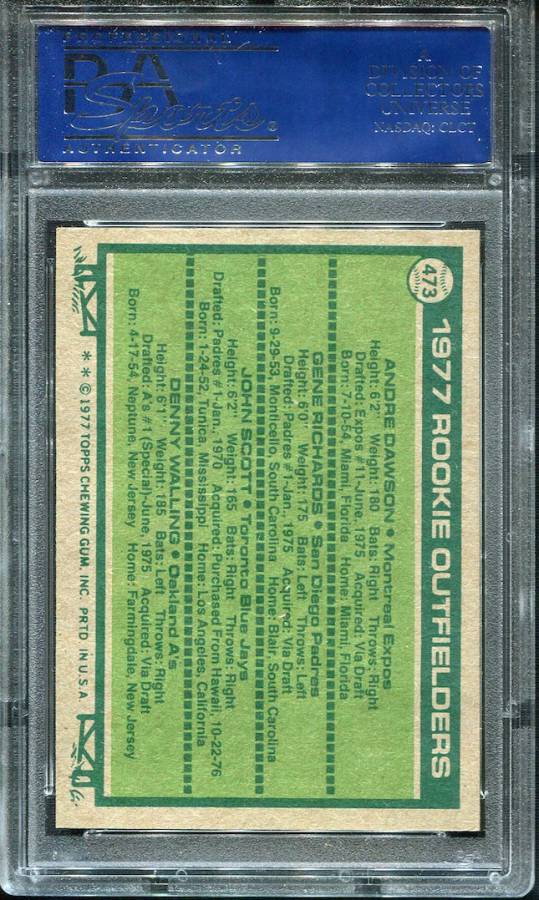 PROFESSIONAL
PSA
Sports®
AUTHENTICATOR
A
DIVISION OF
COLLECTORS
UNIVERSE
NASDAQ: CLCT
473
1977 ROOKIE OUTFIELDERS
ANDRE DAWSON • Montreal Expos
Height: 6'2" Weight: 180 Bats: Right Throws: Right
Drafted: Expos #11-June, 1975 Acquired: Via Draft
Born: 7-10-54, Miami, Florida Home: Miami, Florida
GENE RICHARDS • San Diego Padres
Height: 6'0" Weight: 175 Bats: Left Throws: Left
Drafted: Padres #1-Jan., 1975 Acquired: Via Draft
Born: 9-29-53, Monticello, South Carolina Home: Blair, South Carolina
JOHN SCOTT • Toronto Blue Jays
Height: 6'2" Weight: 165 Bats: Right Throws: Right
Drafted: Padres #1-Jan., 1970 Acquired: Purchased From Hawaii, 10-22-76
Born: 1-24-52, Tunica, Mississippi Home: Los Angeles, California
DENNY WALLING • Oakland A's
Height: 6'1" Weight: 185 Bats: Left Throws: Right
Drafted: A's #1 (Special)-June, 1975 Acquired: Via Draft
Born: 4-17-54, Neptune, New Jersey Home: Farmingdale, New Jersey
* * © 1977 TOPPS CHEWING GUM, INC. PRTD IN U.S.A.